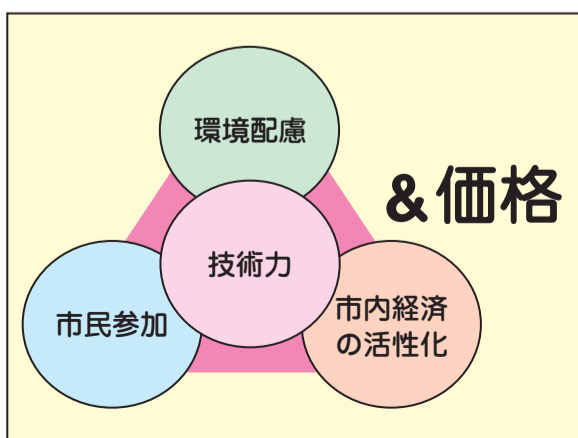 環境配慮
&価格
技術力
市民参加
市内経済
の活性化